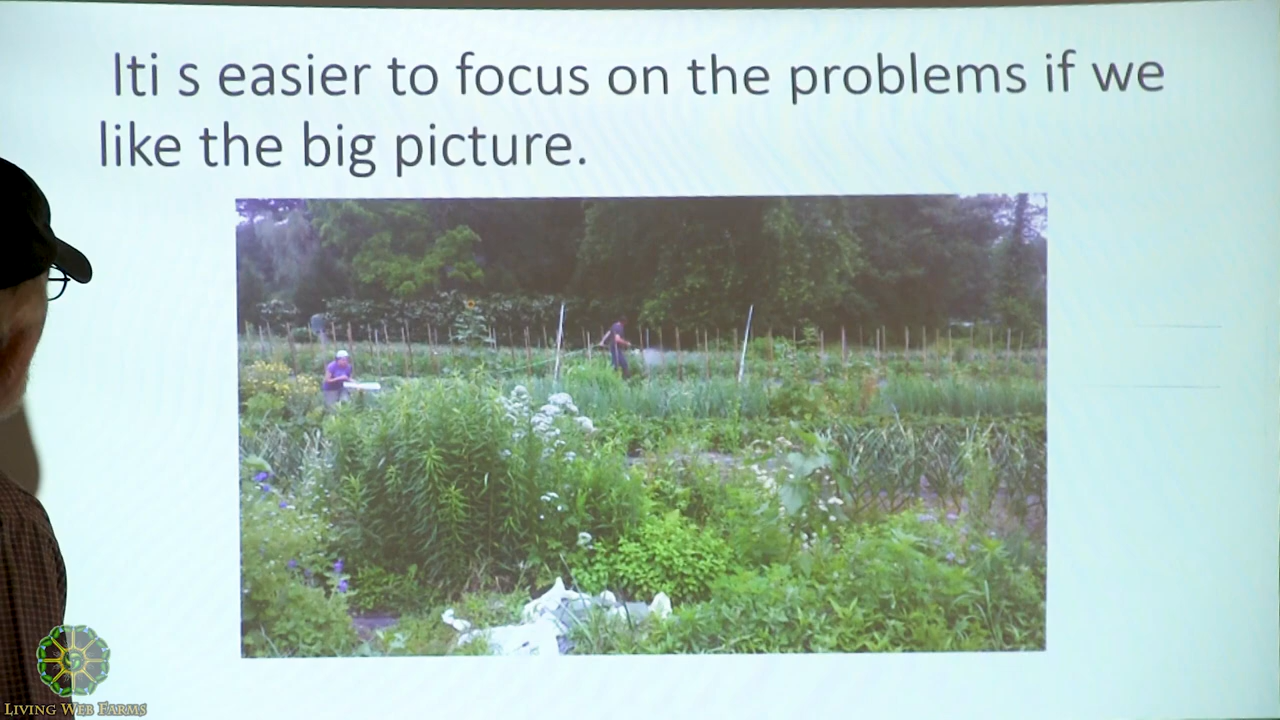 Iti s easier to focus on the problems if we
like the big picture.
LIVING WEB FARMS